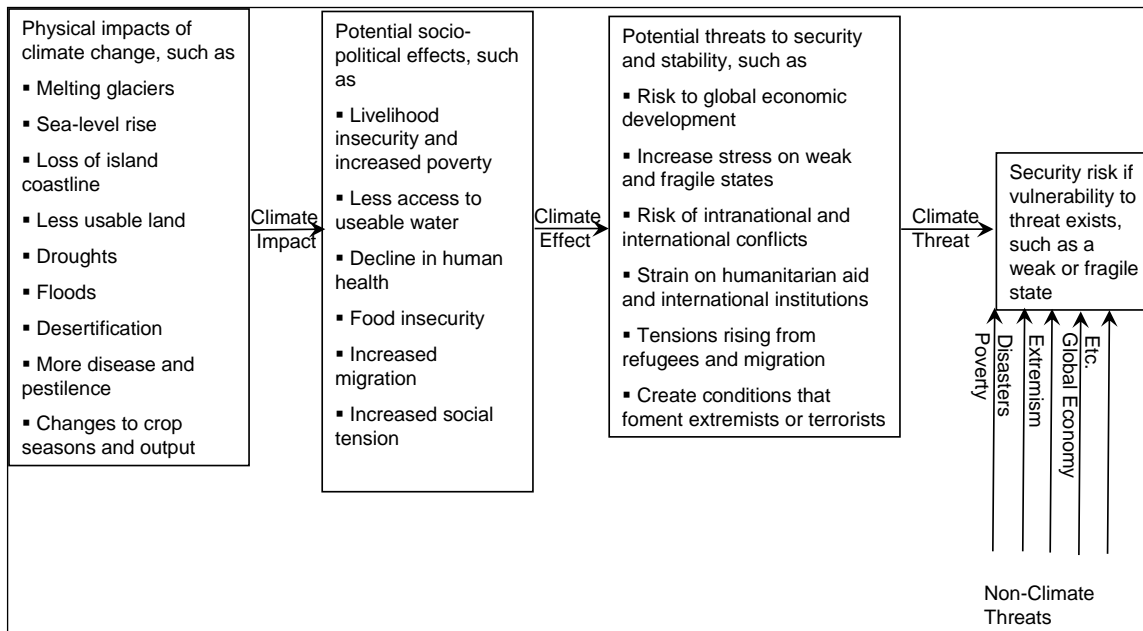 Physical impacts of
climate change, such as
▪ Melting glaciers
▪ Sea-level rise
▪ Loss of island
coastline
▪ Less usable land
▪ Droughts
▪ Floods
▪ Desertification
▪ More disease and
pestilence
▪ Changes to crop
seasons and output
Climate
Impact
Potential socio-
political effects, such
as
▪ Livelihood
insecurity and
increased poverty
▪ Less access to
useable water
▪ Decline in human
health
▪ Food insecurity
▪ Increased
migration
▪ Increased social
tension
Climate
Effect
Potential threats to security
and stability, such as
▪ Risk to global economic
development
▪ Increase stress on weak
and fragile states
▪ Risk of intranational and
international conflicts
▪ Strain on humanitarian aid
and international institutions
▪ Tensions rising from
refugees and migration
▪ Create conditions that
foment extremists or terrorists
Climate
Threat
Security risk if
vulnerability to
threat exists,
such as a
weak or fragile
state
Poverty
Disasters
Extremism
Global Economy
Etc.
Non-Climate
Threats